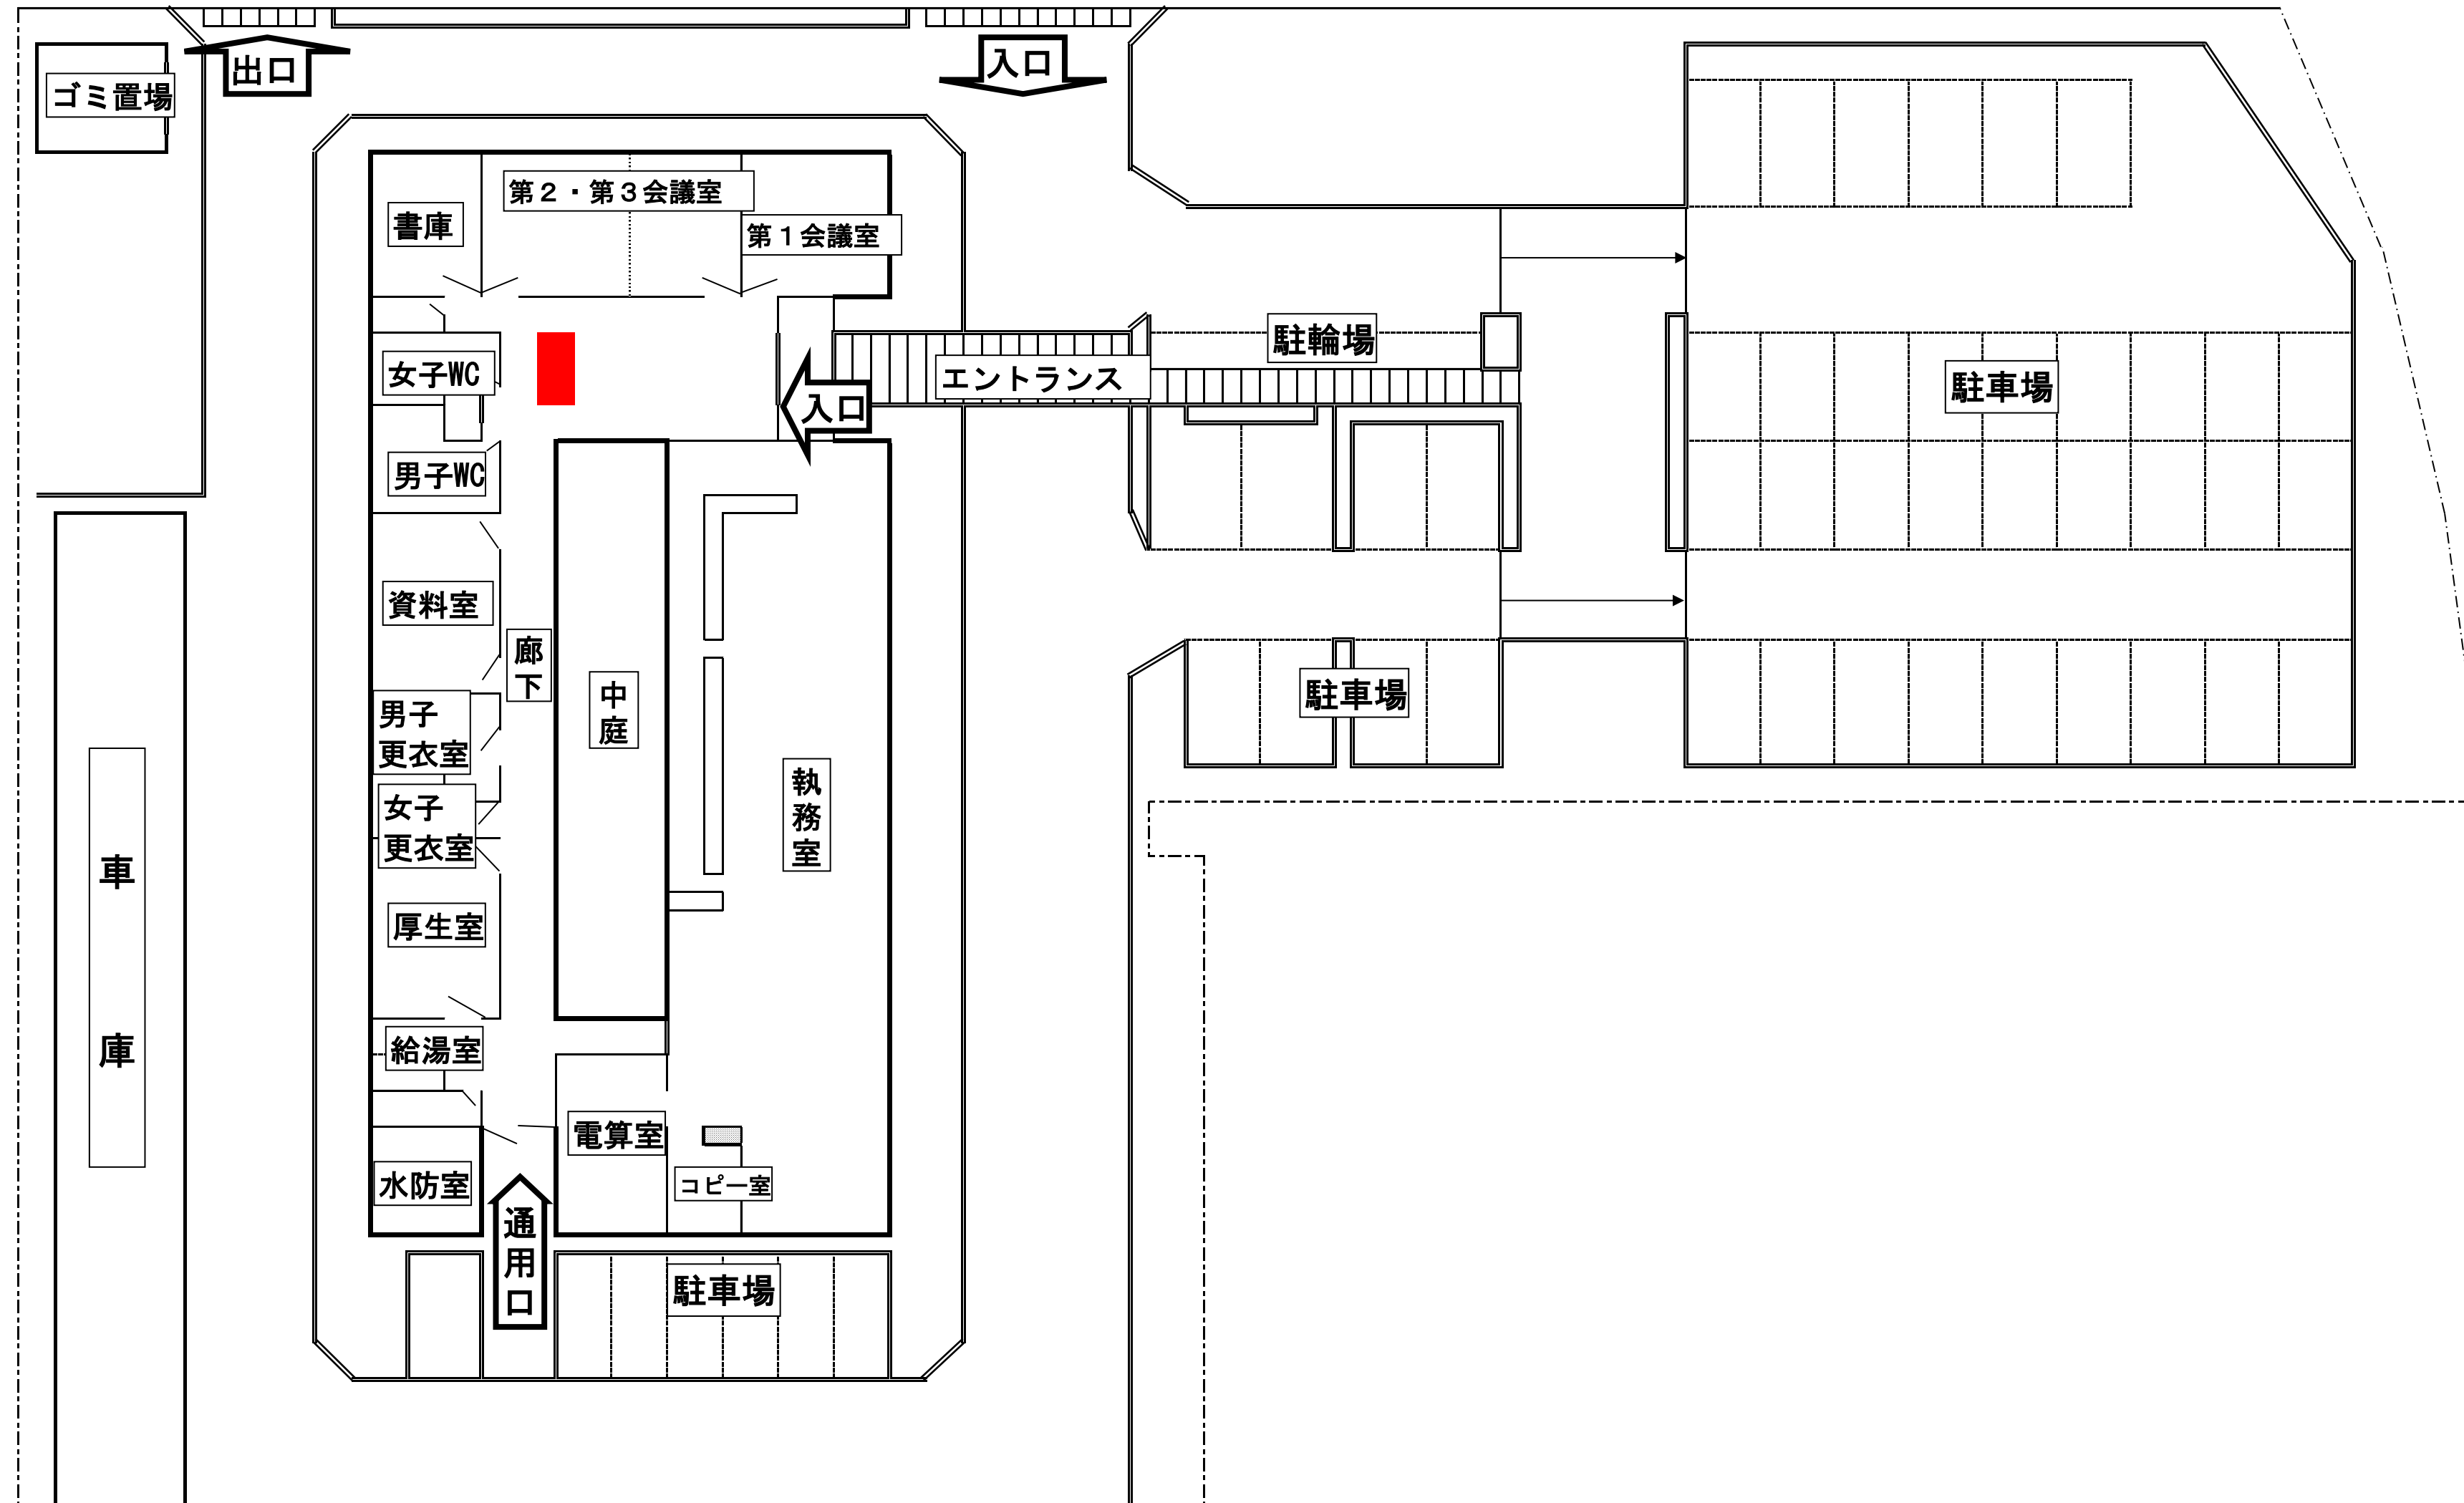 出口
入口
ゴミ置場
第２・第３会議室
書庫
第１会議室
駐輪場
女子WC
エントランス
駐車場
入口
男子WC
資料室
廊下
中庭
駐車場
男子
更衣室
女子
更衣室
執務室
車庫
厚生室
給湯室
電算室
水防室
コピー室
通用口
駐車場